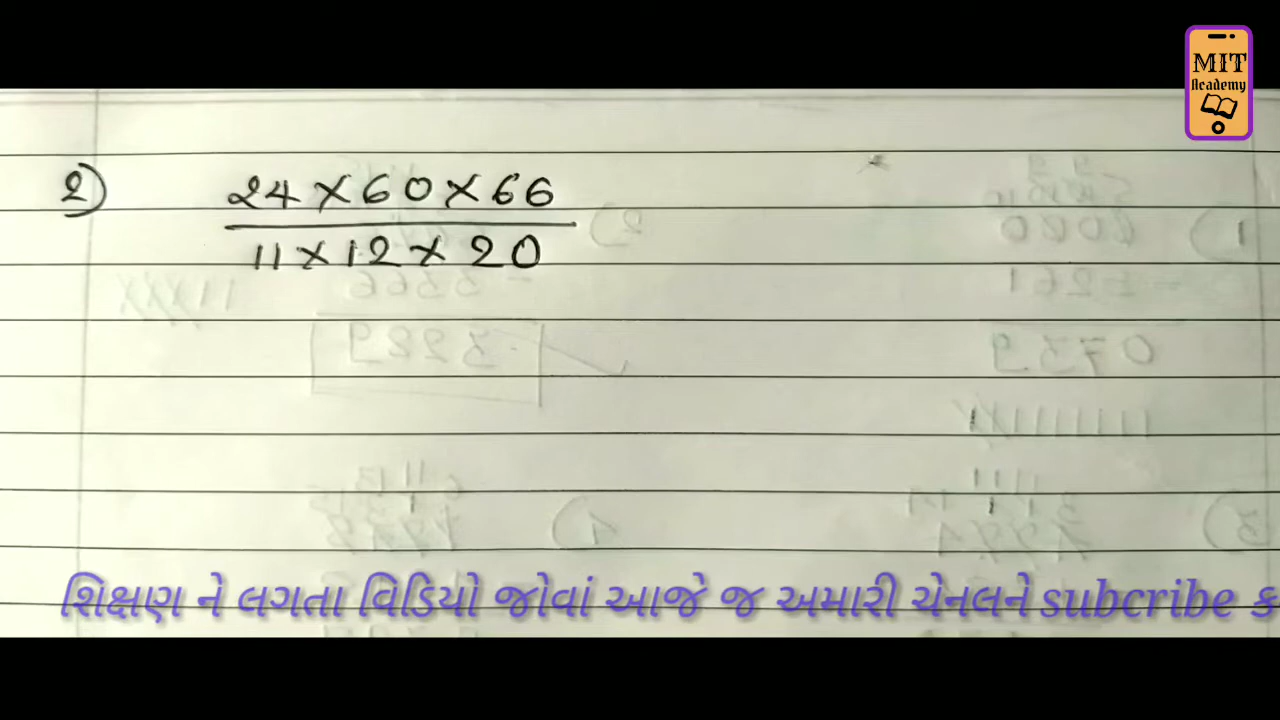 MIT
Academy
2) 24 × 60 × 66
11 × 12 × 20
શિક્ષણ ને લગતા વિડિયો જોવાં આજે જ અમારી ચેનલને subcribe ક